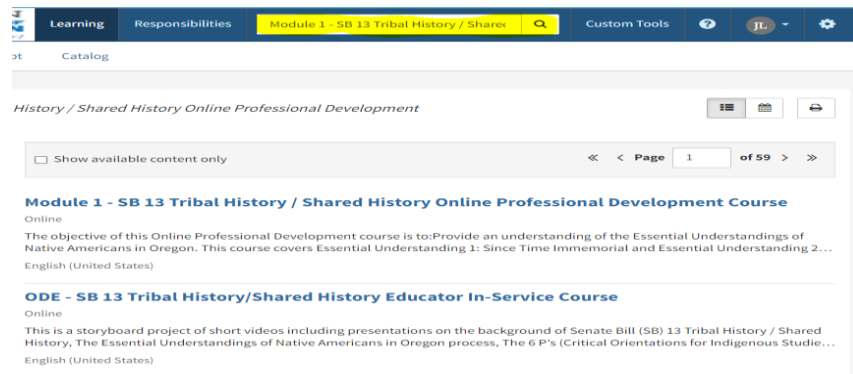 Learning Responsibilities Module 1 - SB 13 Tribal History / Share Custom Tools ? JL
Catalog
History / Shared History Online Professional Development
Show available content only « < Page 1 of 59 > »
Module 1 - SB 13 Tribal History / Shared History Online Professional Development Course
Online
The objective of this Online Professional Development course is to:Provide an understanding of the Essential Understandings of
Native Americans in Oregon. This course covers Essential Understanding 1: Since Time Immemorial and Essential Understanding 2...
English (United States)
ODE - SB 13 Tribal History/Shared History Educator In-Service Course
Online
This is a storyboard project of short videos including presentations on the background of Senate Bill (SB) 13 Tribal History / Shared
History, The Essential Understandings of Native Americans in Oregon process, The 6 P's (Critical Orientations for Indigenous Studie...
English (United States)